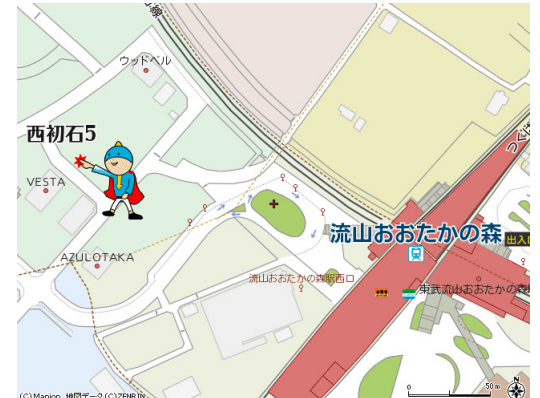 ウッドベル
西初石5
VESTA
AZULOTAKA
流山おおたかの森
出入口
流山おおたかの森駅西口
東武流山おおたかの森
0 50m
(C)Mapion 地図データ(C)ZENRIN